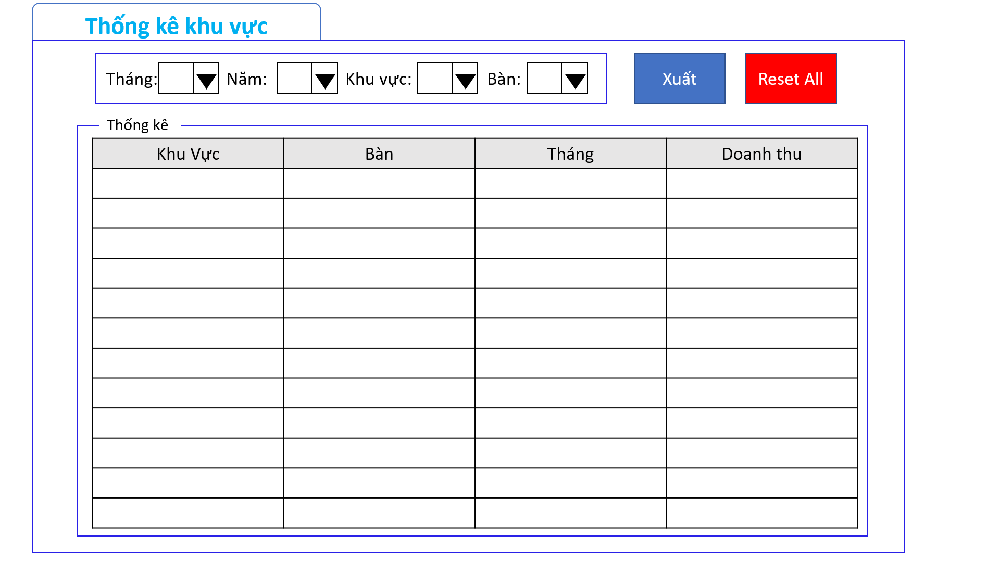 Thống kê khu vực
Tháng: Năm: Khu vực: Bàn: Xuất Reset All
Thống kê
Khu Vực Bàn Tháng Doanh thu